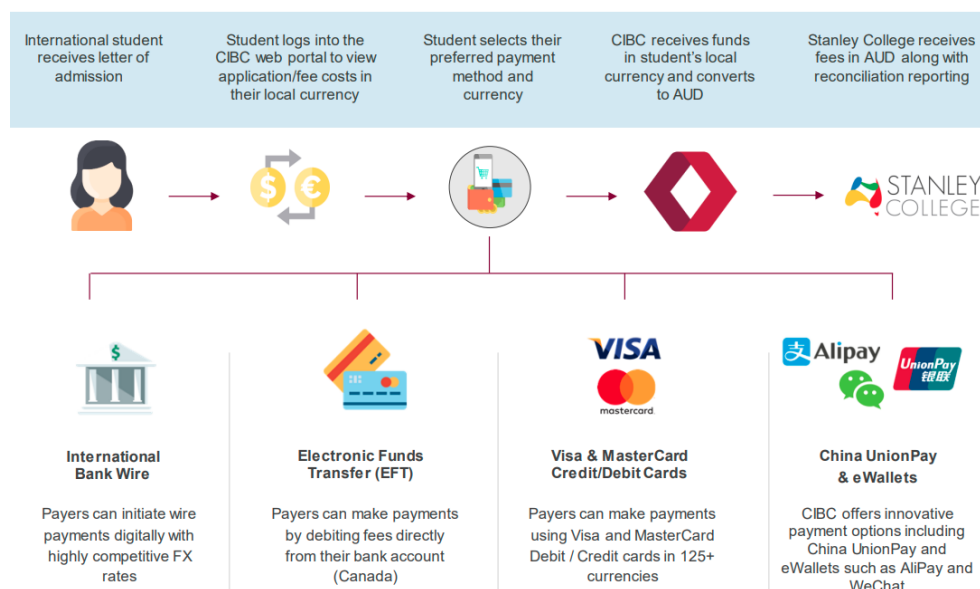 International student
receives letter of
admission
Student logs into the
CIBC web portal to view
application/fee costs in
their local currency
Student selects their
preferred payment
method and
currency
CIBC receives funds
in student's local
currency and converts
to AUD
Stanley College receives
fees in AUD along with
reconciliation reporting
$
€
STANLEY
COLLEGE
$
CIBC
VISA
mastercard
支 Alipay
UnionPay
银联
International
Bank Wire
Payers can initiate wire
payments digitally with
highly competitive FX
rates
Electronic Funds
Transfer (EFT)
Payers can make payments
by debiting fees directly
from their bank account
(Canada)
Visa & MasterCard
Credit/Debit Cards
Payers can make payments
using Visa and MasterCard
Debit / Credit cards in 125+
currencies
China UnionPay
& eWallets
CIBC offers innovative
payment options including
China UnionPay and
eWallets such as AliPay and
WeChat